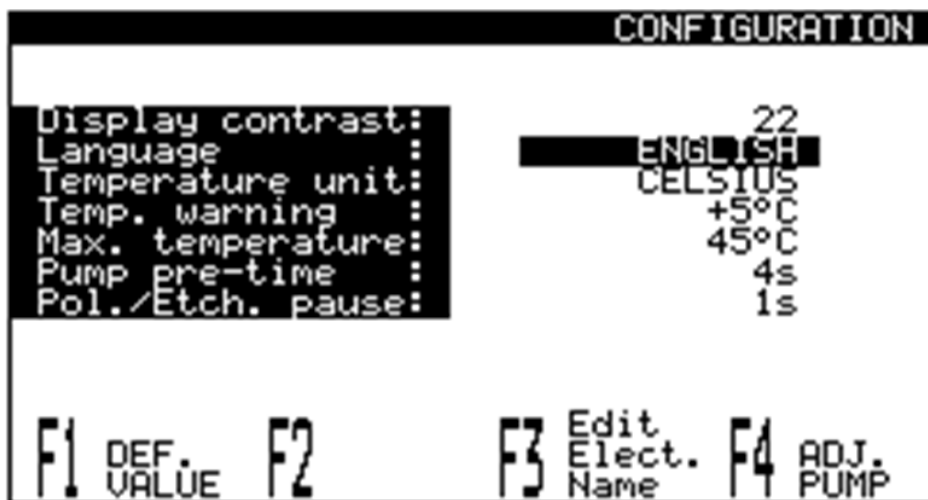 CONFIGURATION
Display contrast: 22
Language : ENGLISH
Temperature unit: CELSIUS
Temp. warning : +5°C
Max. temperature: 45°C
Pump pre-time : 4s
Pol./Etch. pause: 1s
F1 DEF. VALUE
F2
F3 Edit Elect. Name
F4 ADJ. PUMP